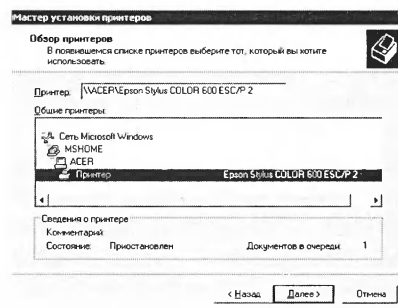 Мастер установки принтеров
Обзор принтеров
В появившемся списке принтеров выберите тот, который вы хотите
использовать.
Принтер: \\ACER\Epson Stylus COLOR 600 ESC/P 2
Общие принтеры:
Сеть Microsoft Windows
MSHOME
ACER
Принтер Epson Stylus COLOR 600 ESC/P 2
Сведения о принтере
Комментарий:
Состояние: Приостановлен Документов в очереди: 1
< Назад Далее > Отмена